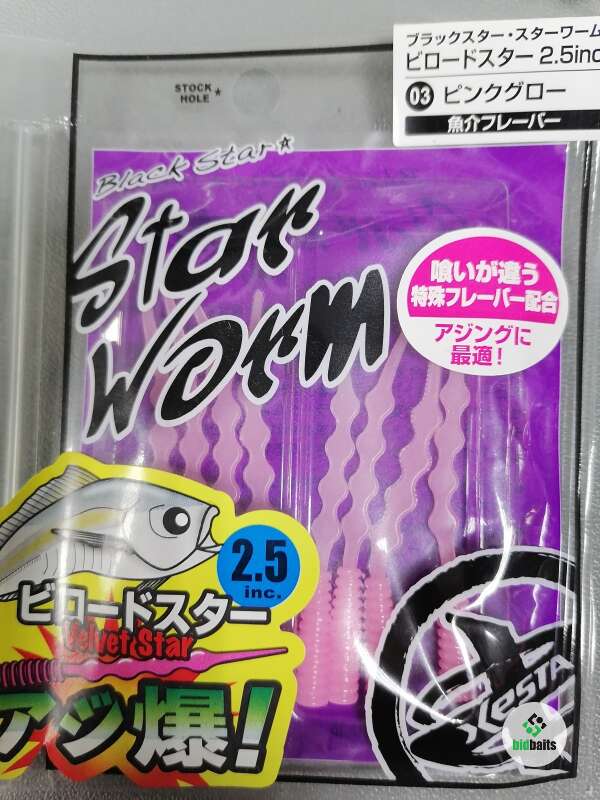 ブラックスター・スターワーム
ビロードスター 2.5inc
03 ピンクグロー
魚介フレーバー
STOCK
HOLE
Black Star
Star
Worm
喰いが違う
特殊フレーバー配合
アジングに
最適!
2.5
inc.
ビロードスター
Velvet Star
アジ爆!
Xesta
bidbaits